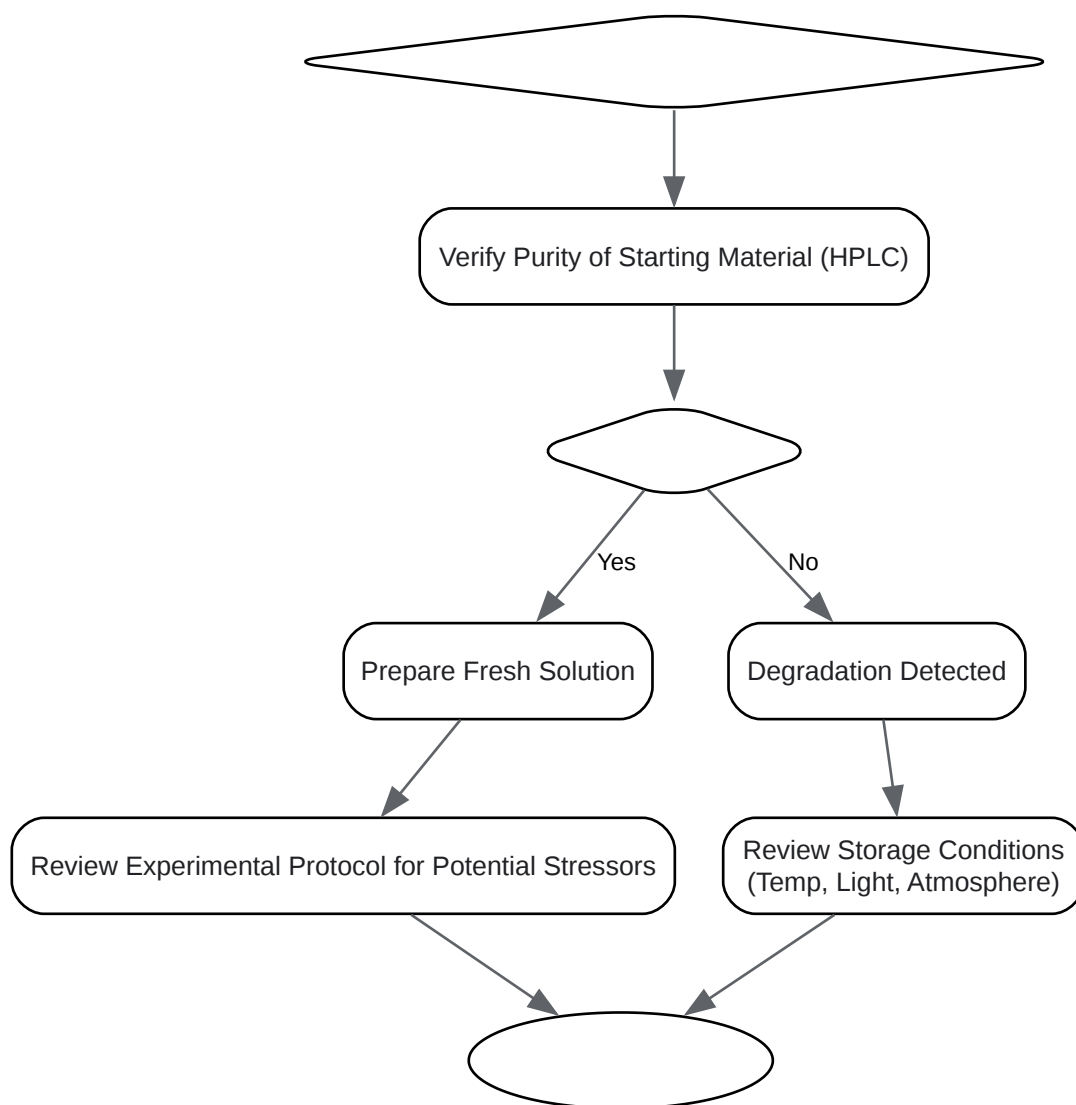 Verify Purity of Starting Material (HPLC)
Yes
No
Prepare Fresh Solution
Degradation Detected
Review Experimental Protocol for Potential Stressors
Review Storage Conditions
(Temp, Light, Atmosphere)